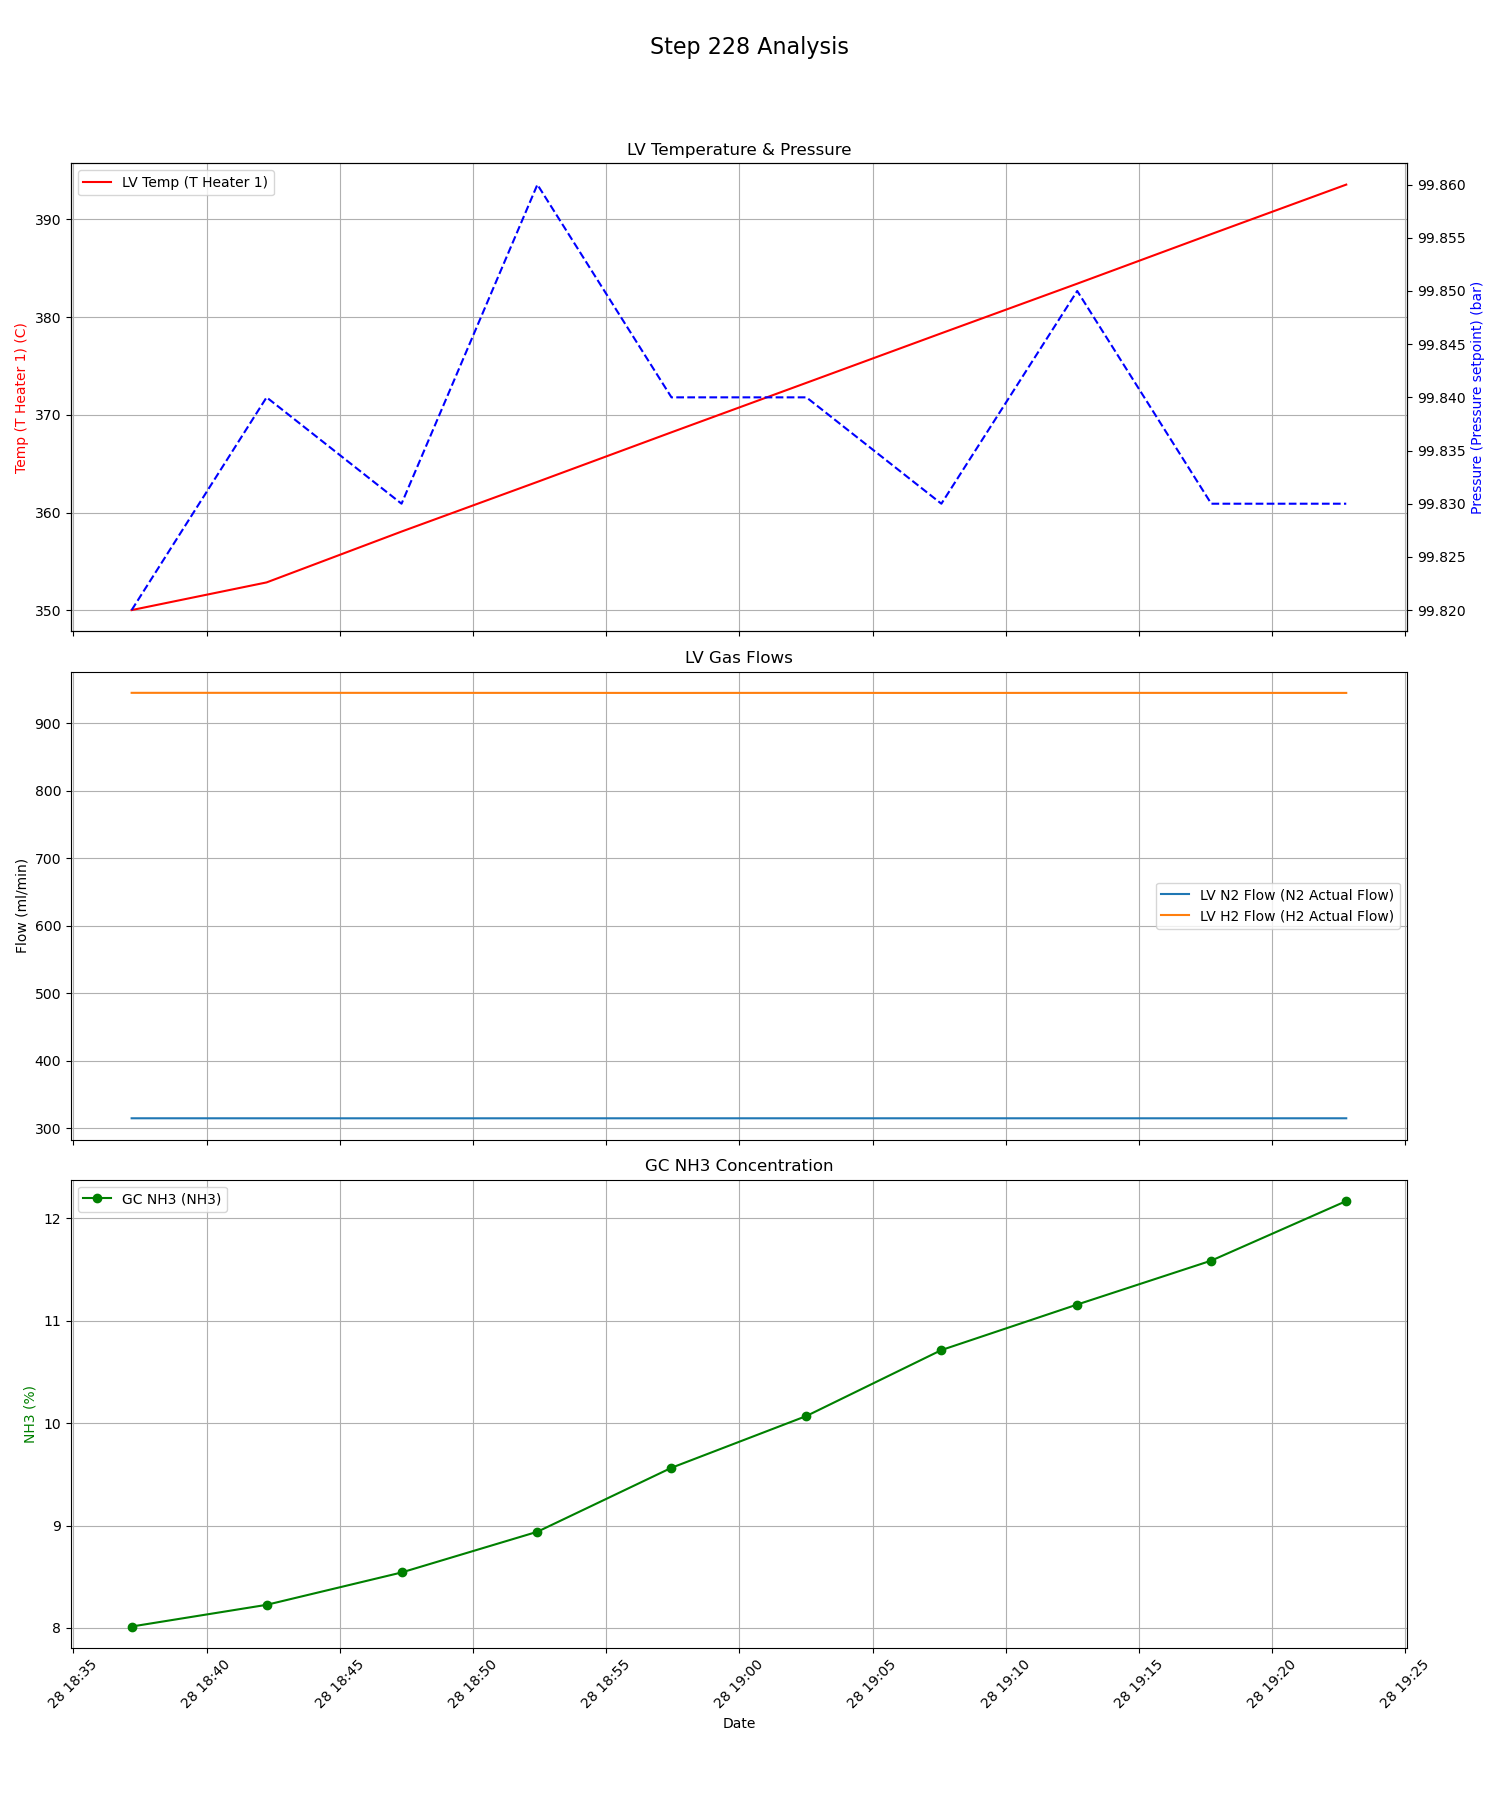 Step 228 Analysis
LV Temperature & Pressure
LV Temp (T Heater 1)
Temp (T Heater 1) (C)
390
380
370
360
350
Pressure (Pressure setpoint) (bar)
99.860
99.855
99.850
99.845
99.840
99.835
99.830
99.825
99.820
LV Gas Flows
Flow (ml/min)
900
800
700
600
500
400
300
LV N2 Flow (N2 Actual Flow)
LV H2 Flow (H2 Actual Flow)
GC NH3 Concentration
GC NH3 (NH3)
NH3 (%)
12
11
10
9
8
28 18:35
28 18:40
28 18:45
28 18:50
28 18:55
28 19:00
28 19:05
28 19:10
28 19:15
28 19:20
28 19:25
Date